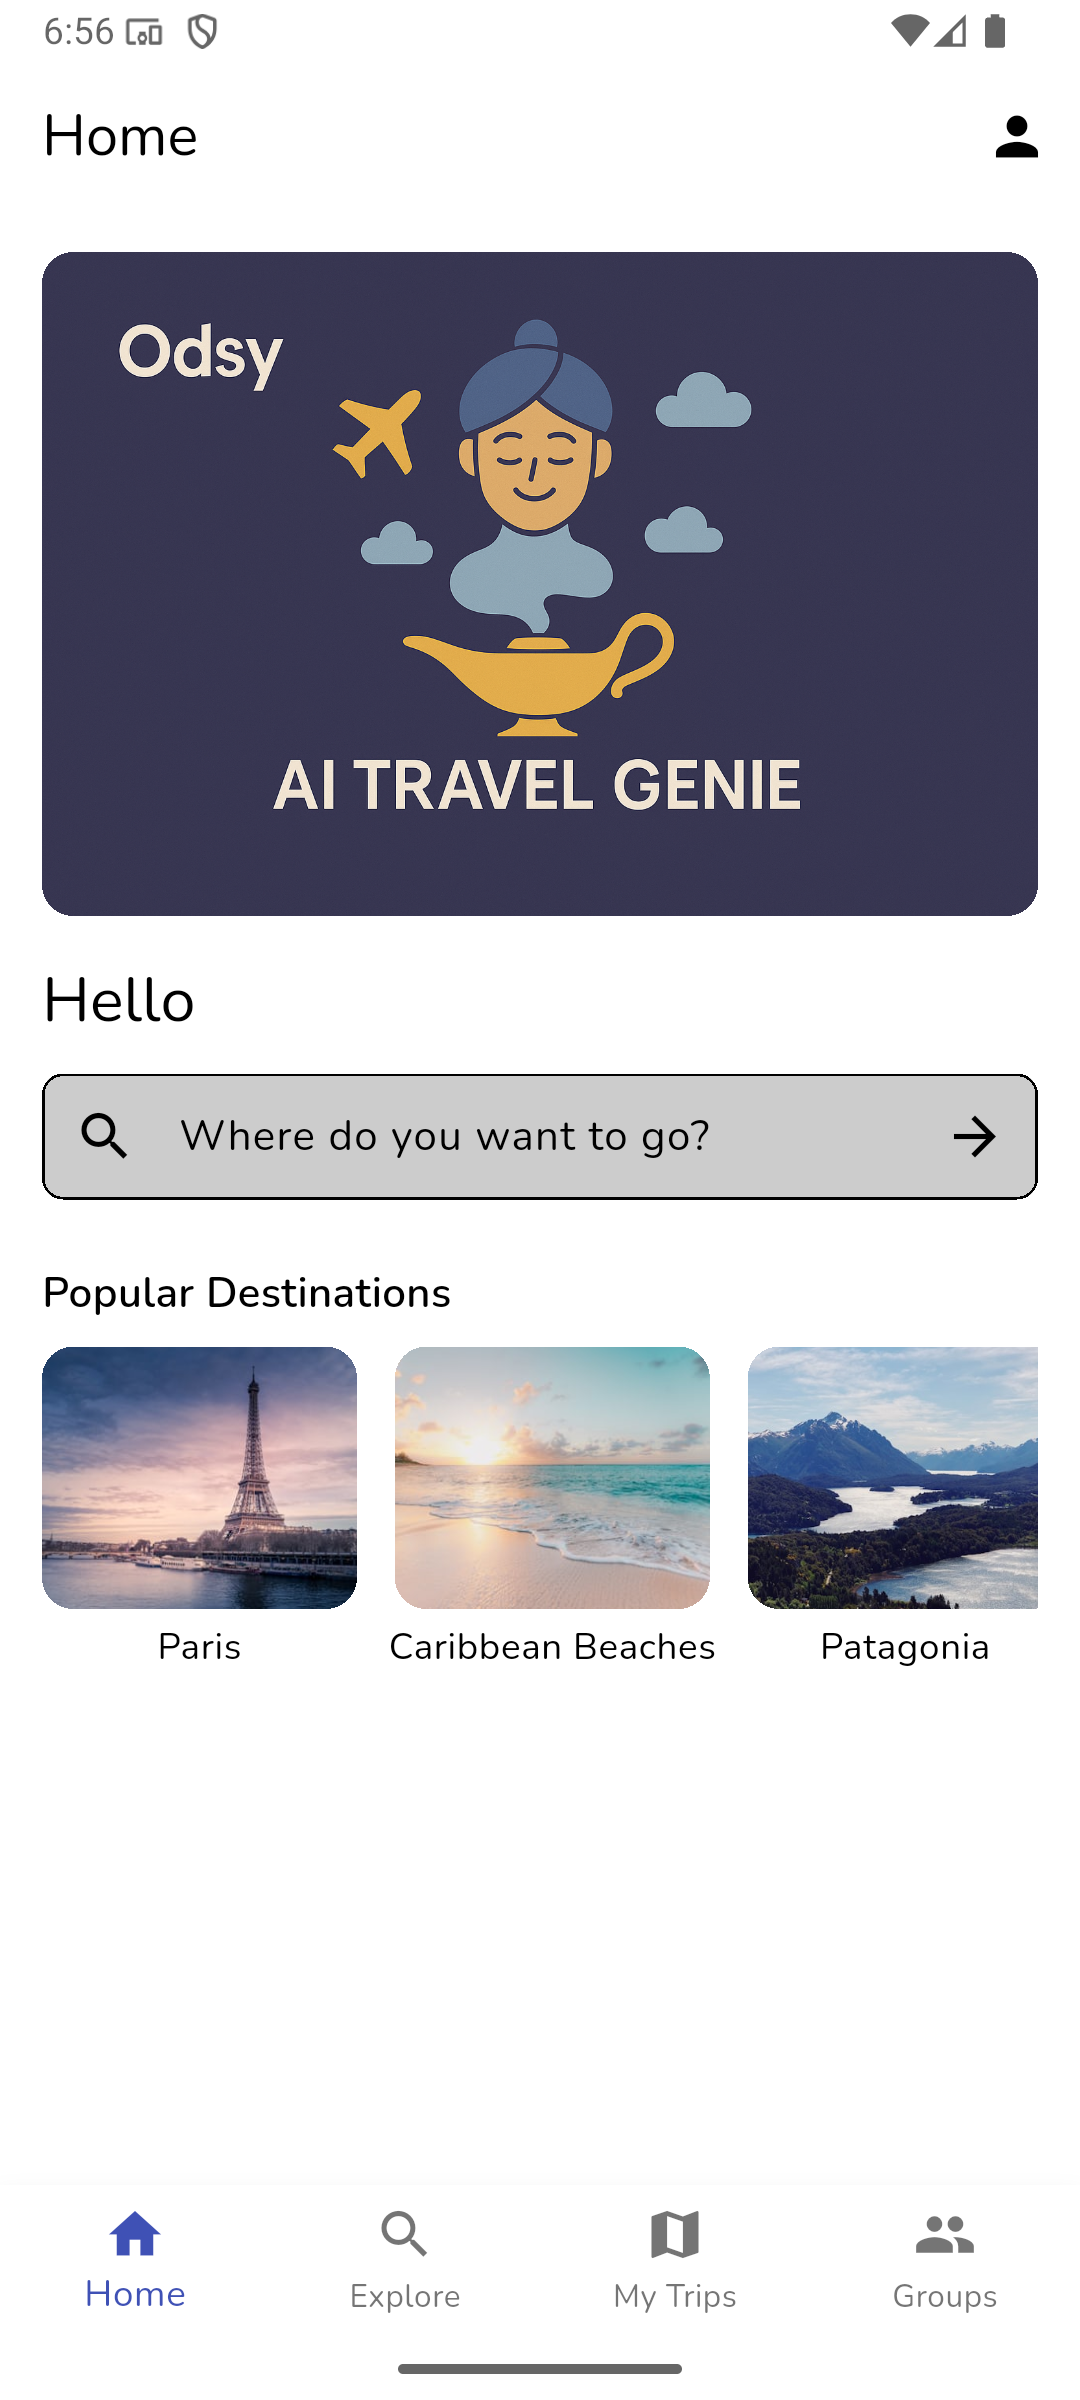 6:56
Home
Odsy
AI TRAVEL GENIE
Hello
Where do you want to go?
Popular Destinations
Paris
Caribbean Beaches
Patagonia
Home
Explore
My Trips
Groups